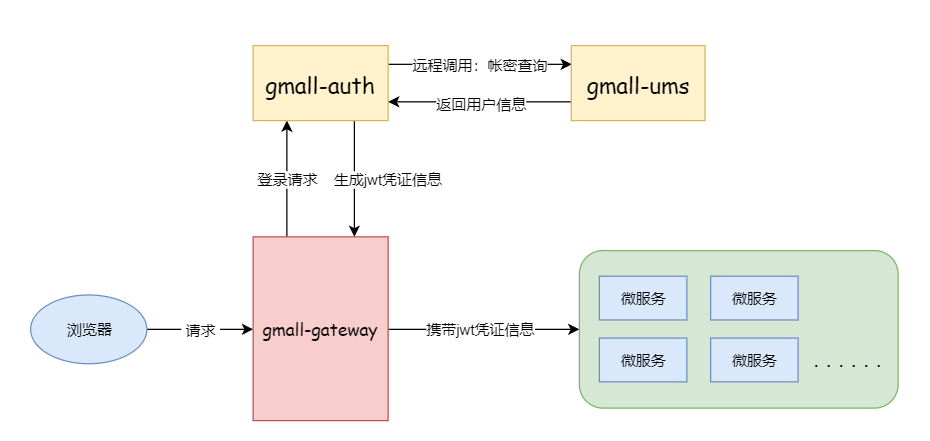 gmall-auth
远程调用：帐密查询
gmall-ums
返回用户信息
登录请求
生成jwt凭证信息
浏览器
请求
gmall-gateway
携带jwt凭证信息
微服务
微服务
微服务
微服务
. . . . . .